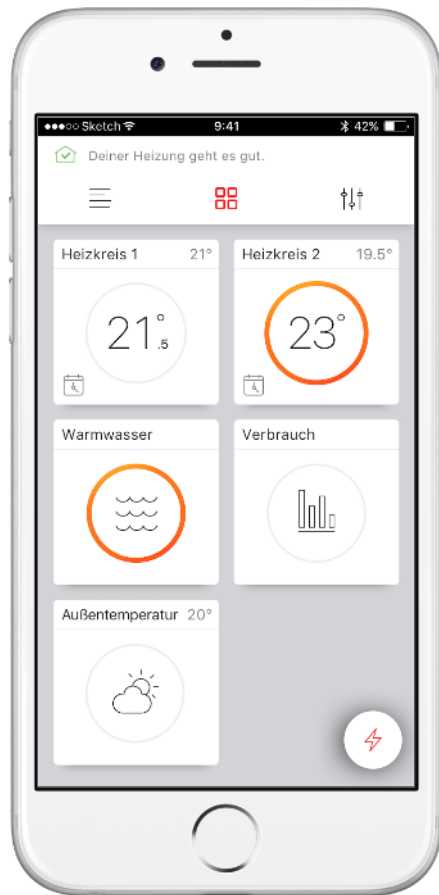 ●●●○○ Sketch 9:41 42%
Deiner Heizung geht es gut.
Heizkreis 1 21°
21°.5
Heizkreis 2 19.5°
23°
Warmwasser
Verbrauch
Außentemperatur 20°